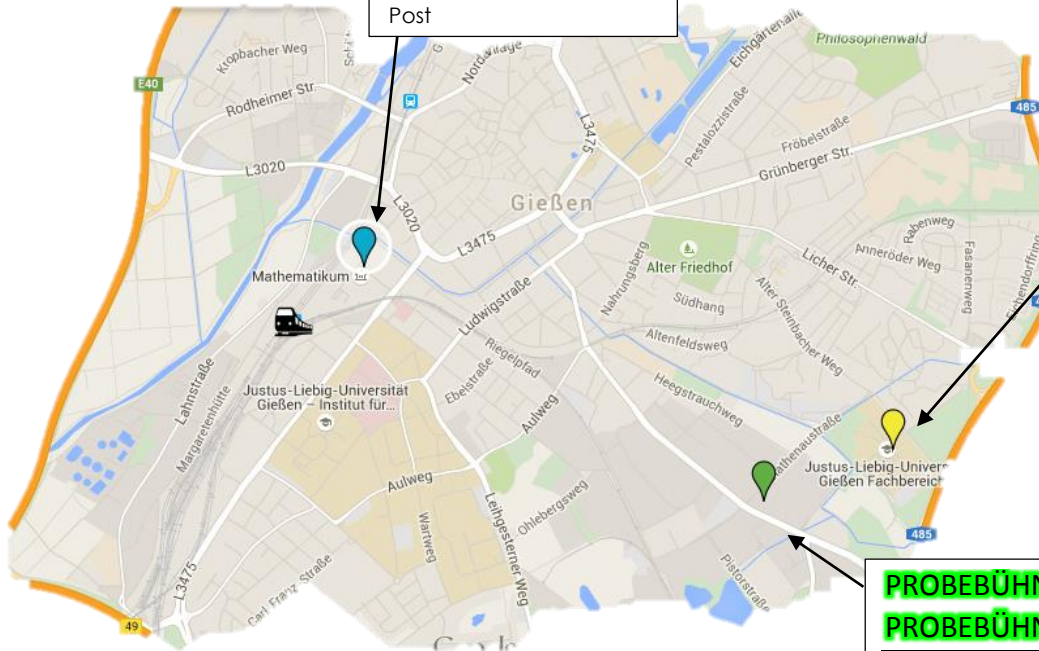 Post
Philosophenwald
Eichgärtenallee
Kropbacher Weg
Nordanlage
E40
485
Rodheimer Str.
L3475
Pestalozzistraße
Fröbelstraße
Grünberger Str.
L3020
L3020
Gießen
Rabenweg
Anneröder Weg
Fasanenweg
Eichendorffring
L3475
Alter Friedhof
Licher Str.
Mathematikum
Nahrungsberg
Südhang
Alter Steinbacher Weg
Ludwigstraße
Altenfeldsweg
Riegelpfad
Lahnstraße
Margaretenhütte
Justus-Liebig-Universität
Gießen – Institut für...
Ebelstraße
Aulweg
Heegstrauchweg
Rathenaustraße
Justus-Liebig-Univers
Gießen Fachbereich
Aulweg
Leihgesterner Weg
Ohlebergsweg
Wartweg
485
L3475
Carl-Franz-Straße
Pistorstraße
49
PROBEBÜHN
PROBEBÜHN